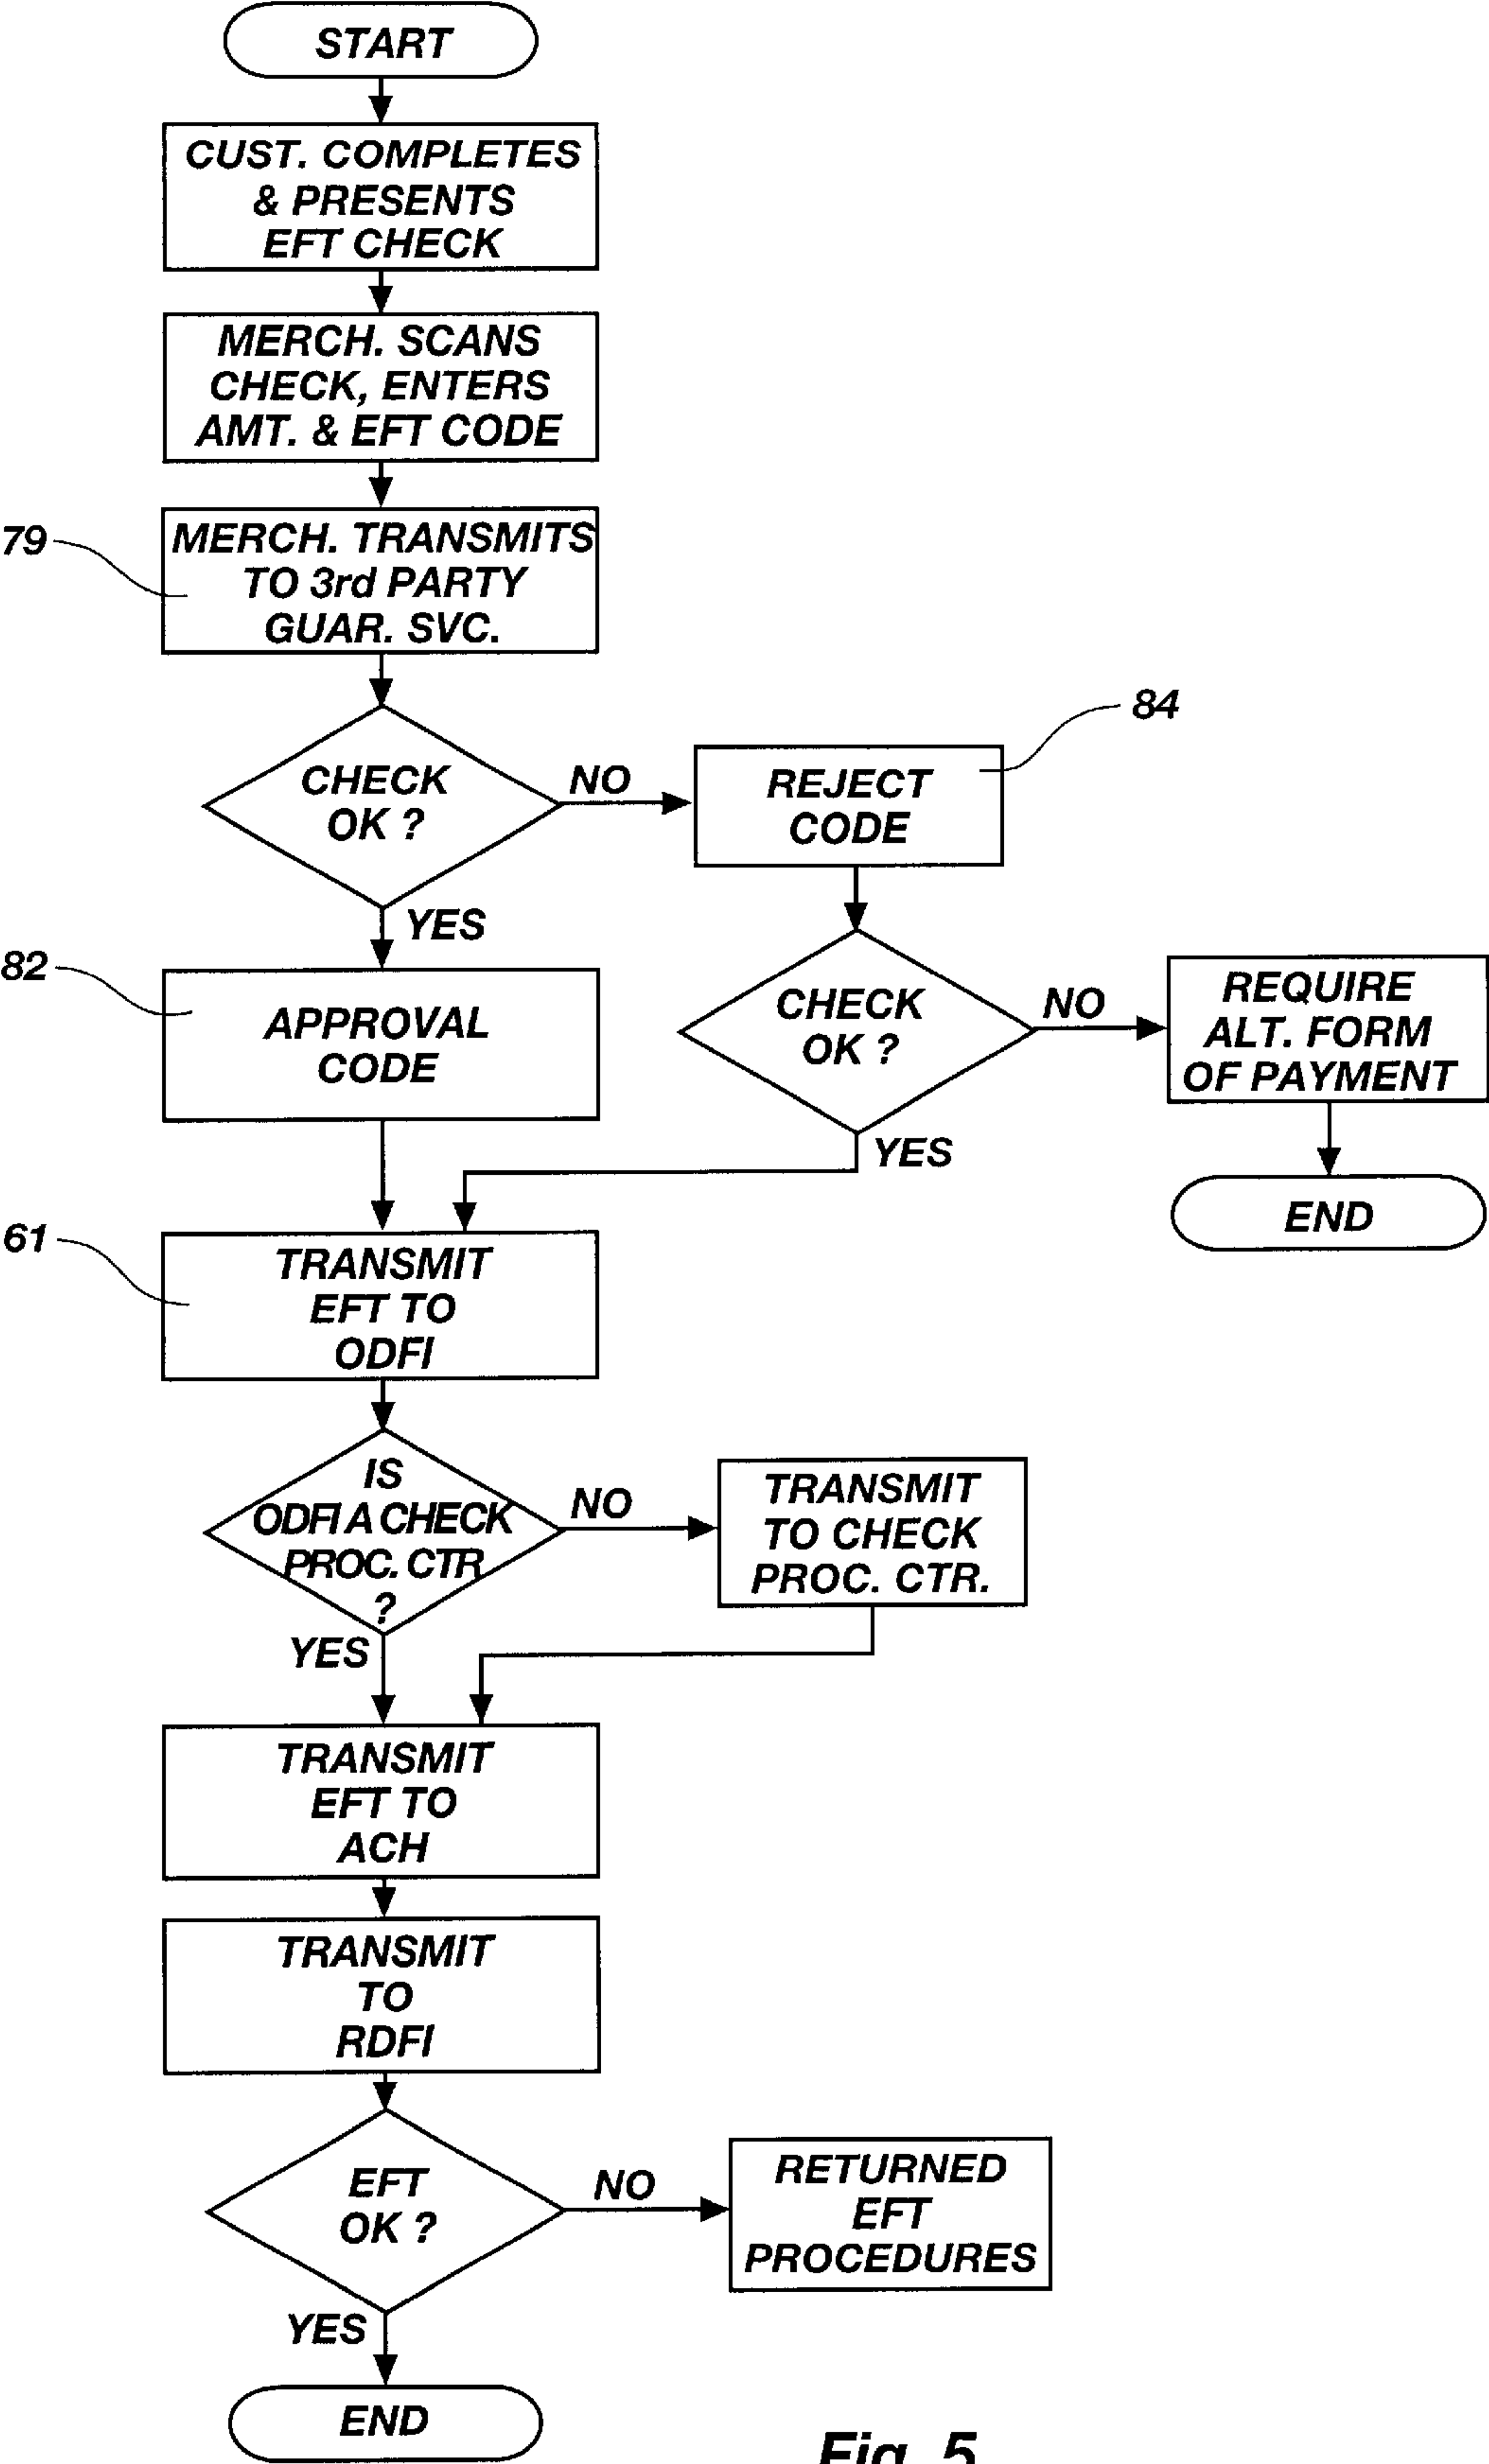 START
CUST. COMPLETES
& PRESENTS
EFT CHECK
MERCH. SCANS
CHECK, ENTERS
AMT. & EFT CODE
79
MERCH. TRANSMITS
TO 3rd PARTY
GUAR. SVC.
CHECK
OK ?
NO
REJECT
CODE
84
YES
82
APPROVAL
CODE
CHECK
OK ?
NO
REQUIRE
ALT. FORM
OF PAYMENT
YES
END
61
TRANSMIT
EFT TO
ODFI
IS
ODFI A CHECK
PROC. CTR
?
NO
TRANSMIT
TO CHECK
PROC. CTR.
YES
TRANSMIT
EFT TO
ACH
TRANSMIT
TO
RDFI
EFT
OK ?
NO
RETURNED
EFT
PROCEDURES
YES
END
Fig. 5